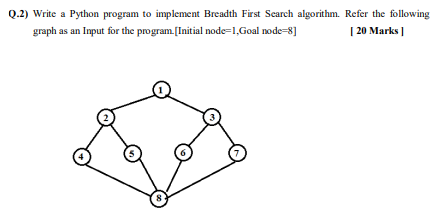 Q.2) Write a Python program to implement Breadth First Search algorithm. Refer the following
graph as an Input for the program.[Initial node=1,Goal node=8] [ 20 Marks ]
1
2 3
4 5 6 7
8